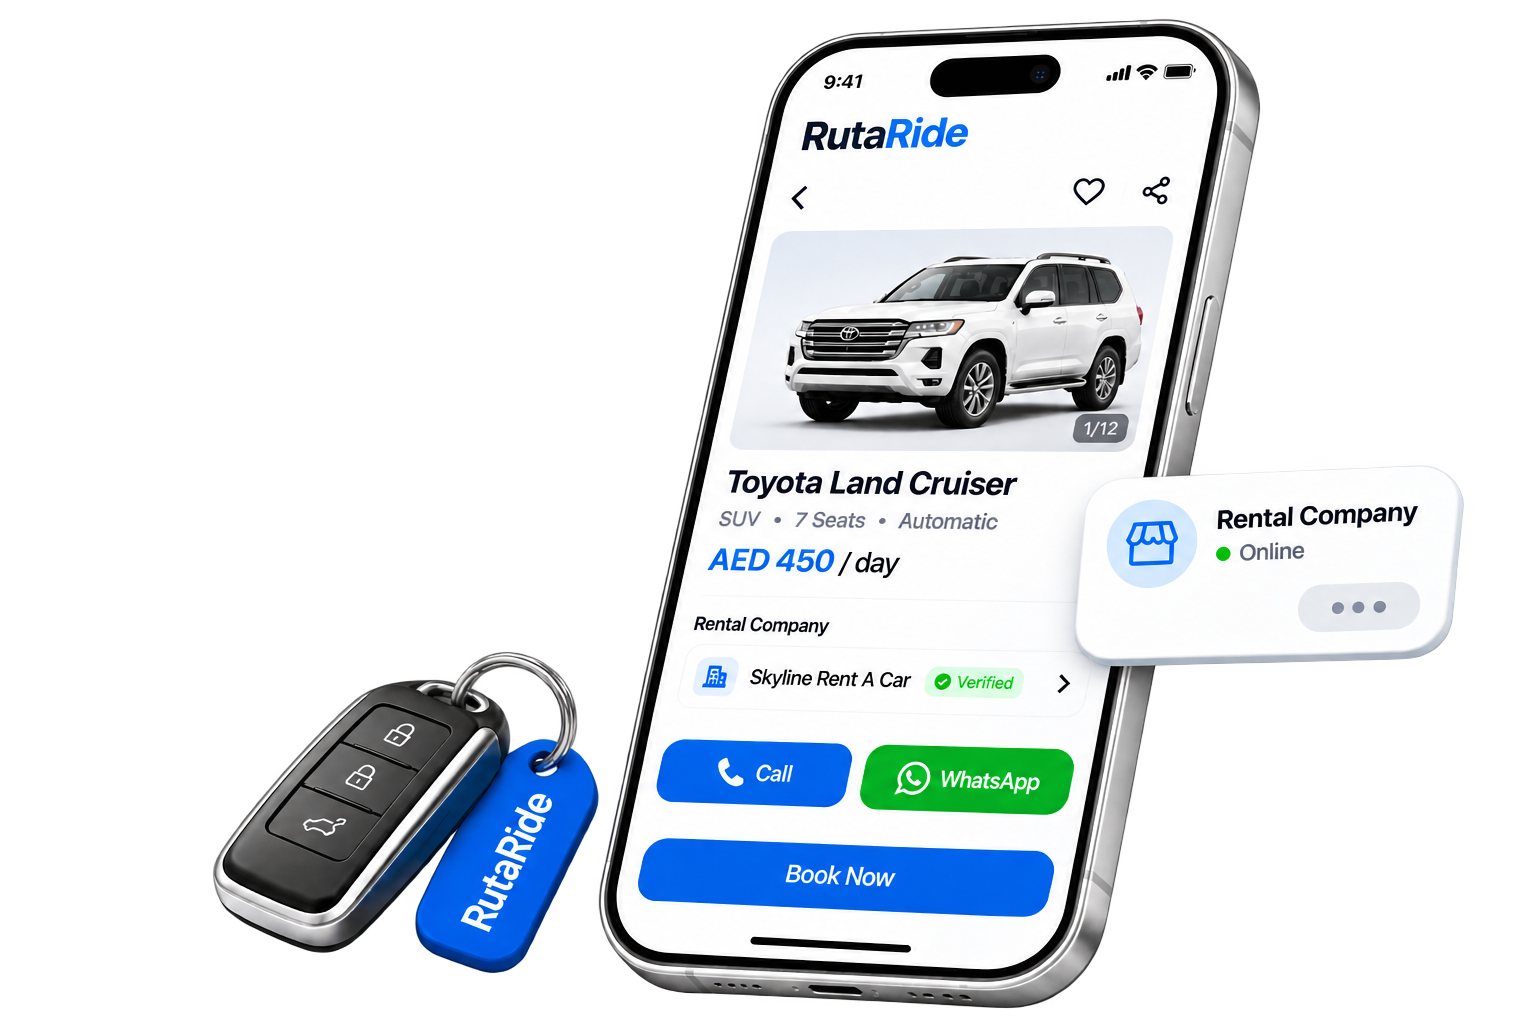 9:41
RutaRide
1/12
Toyota Land Cruiser
SUV • 7 Seats • Automatic
AED 450 / day
Rental Company
Skyline Rent A Car
Verified
Call
WhatsApp
Book Now
Rental Company
Online
RutaRide